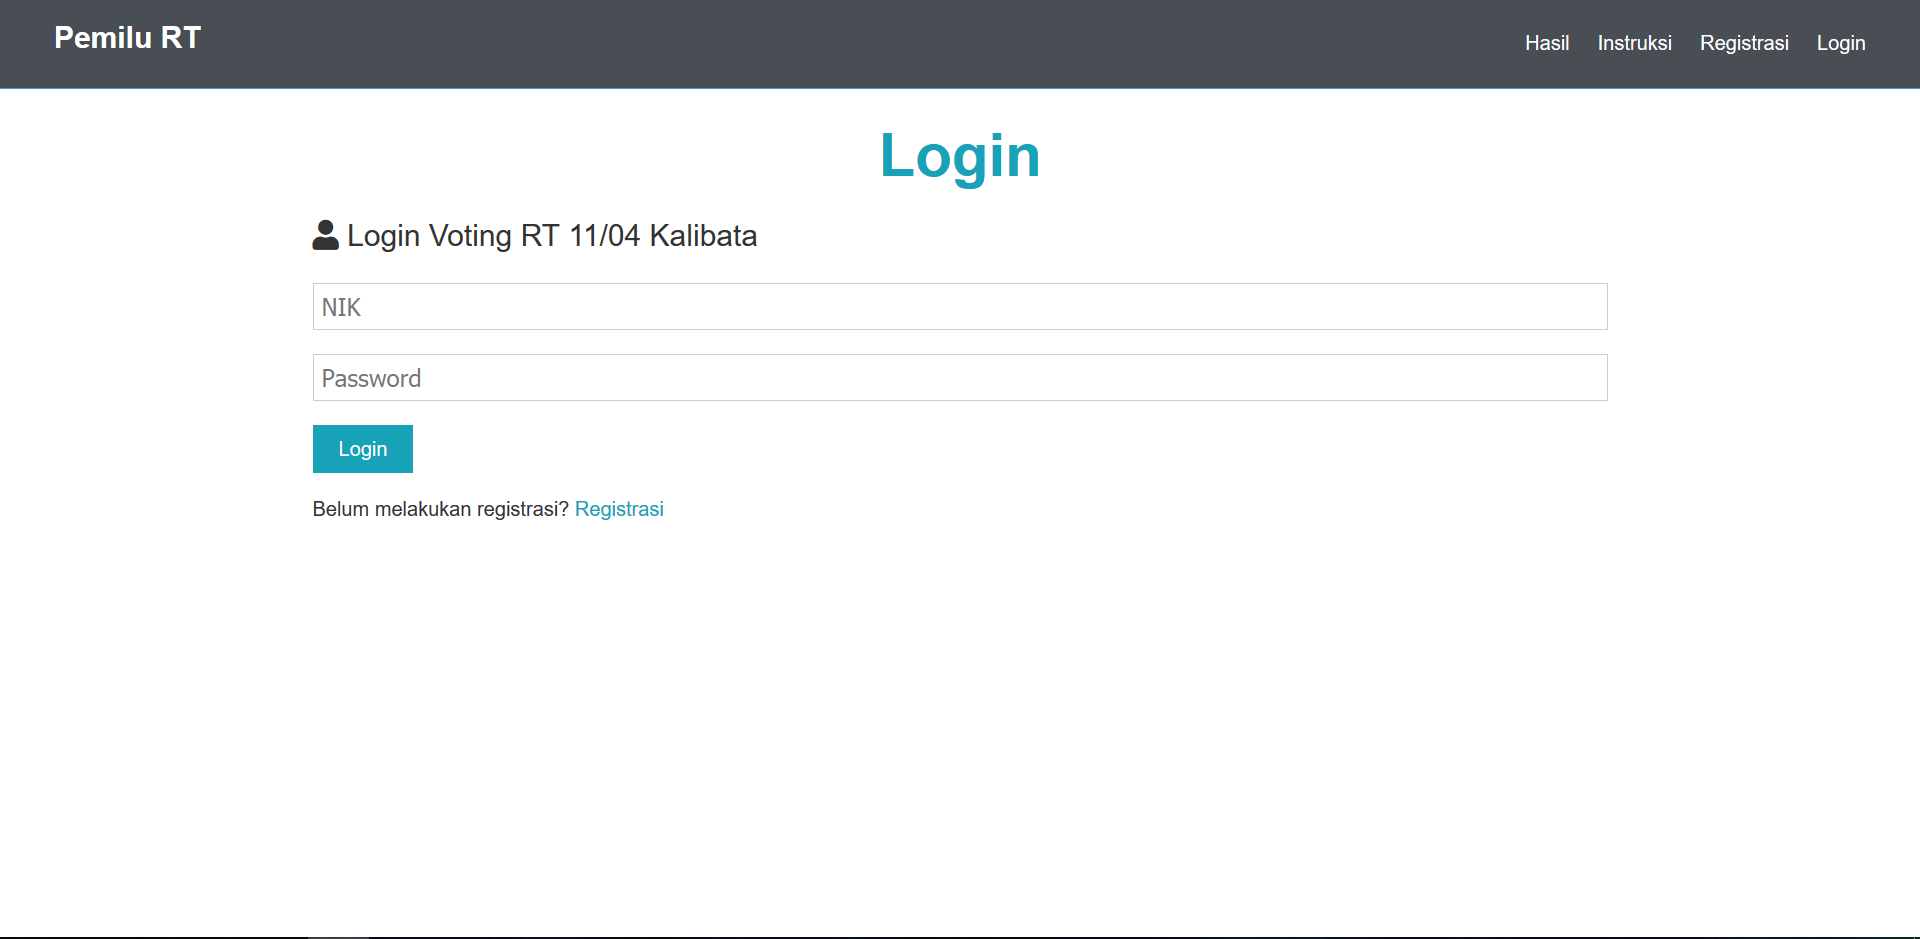 Pemilu RT
Hasil Instruksi Registrasi Login
Login
Login Voting RT 11/04 Kalibata
NIK
Password
Login
Belum melakukan registrasi? Registrasi